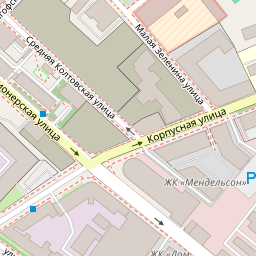 Малая Зеленина улица
Средняя Колтовская улица
Корпусная улица
онерская улица
ЖК «Мендельсон»
ЖК «Дом
P